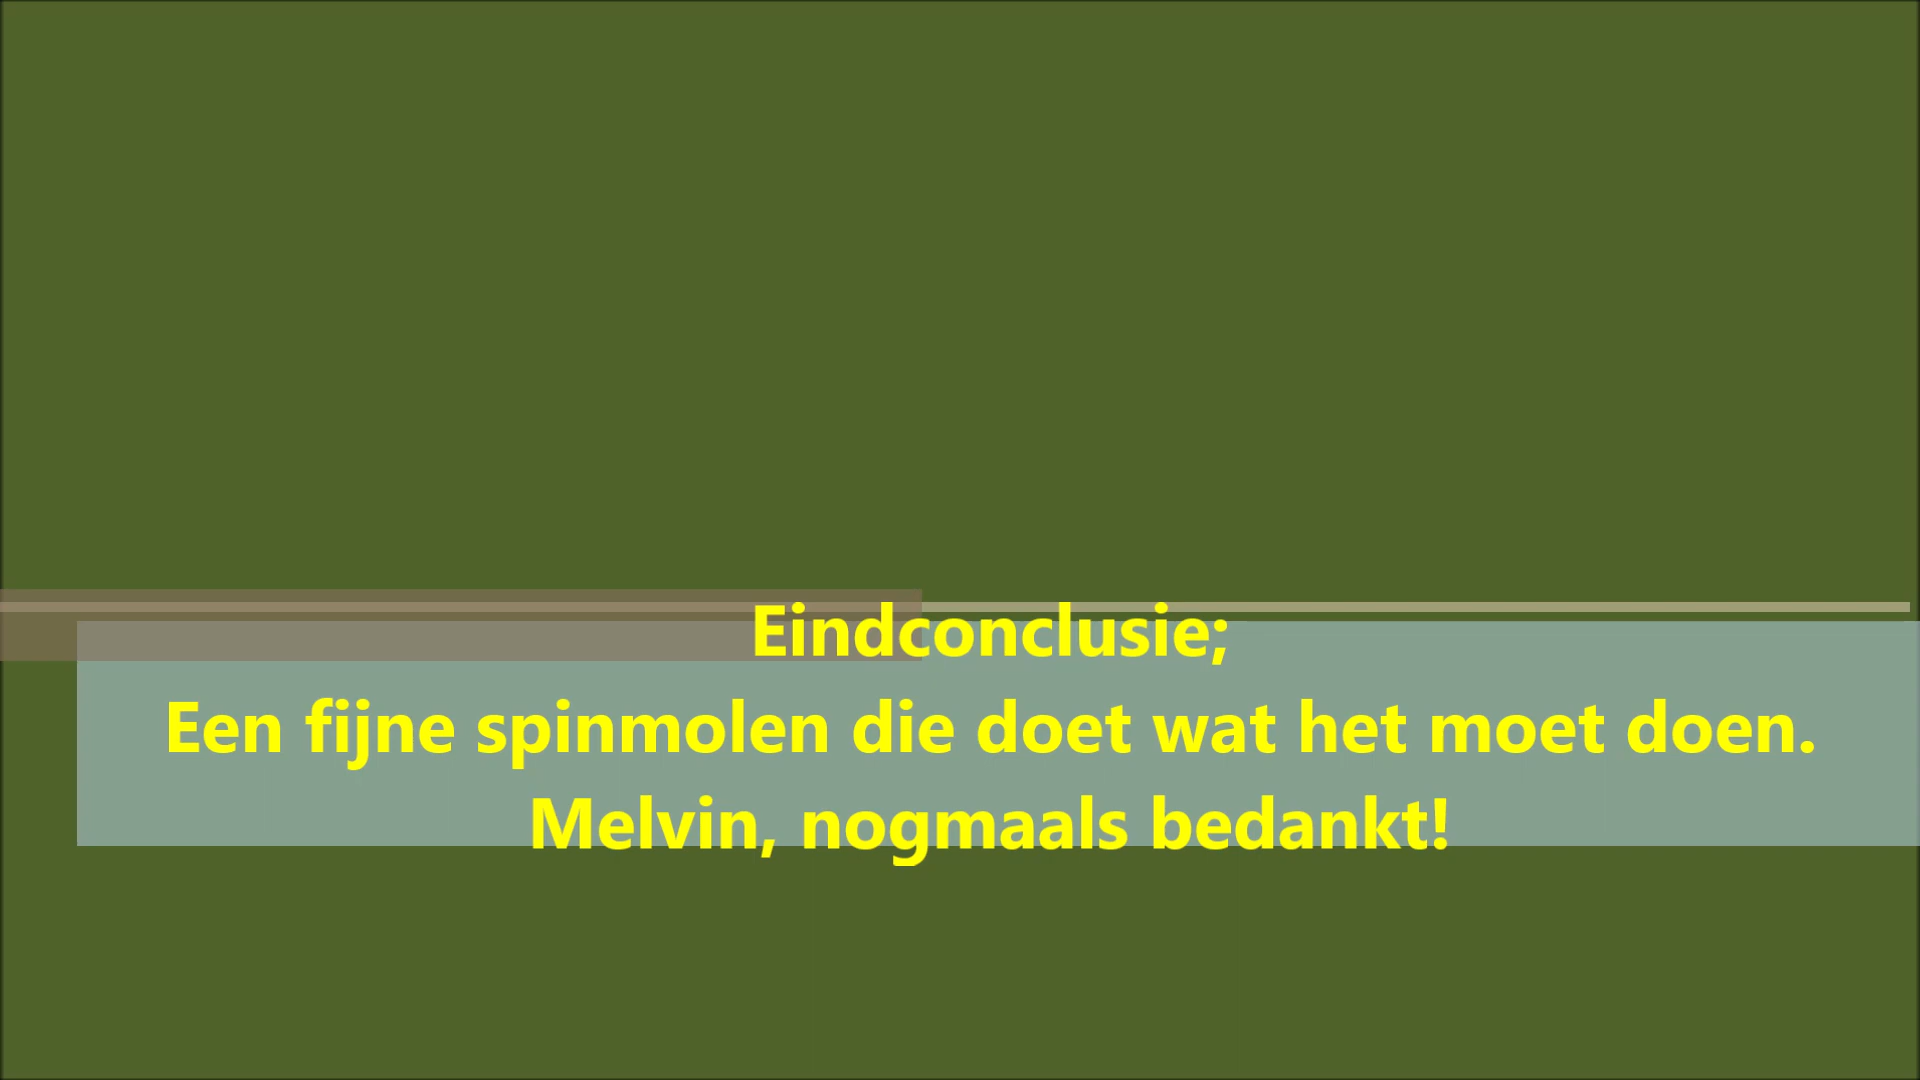 Eindconclusie;
Een fijne spinmolen die doet wat het moet doen.
Melvin, nogmaals bedankt!